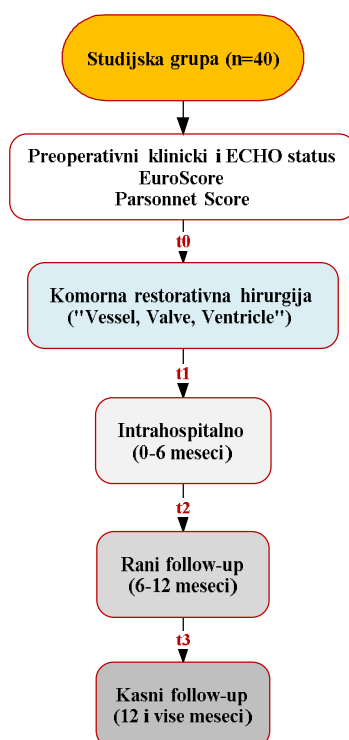 Studijska grupa (n=40)
Preoperativni klinicki i ECHO status
EuroScore
Parsonnet Score
t0
Komorna restorativna hirurgija
("Vessel, Valve, Ventricle")
t1
Intrahospitalno
(0-6 meseci)
t2
Rani follow-up
(6-12 meseci)
t3
Kasni follow-up
(12 i vise meseci)